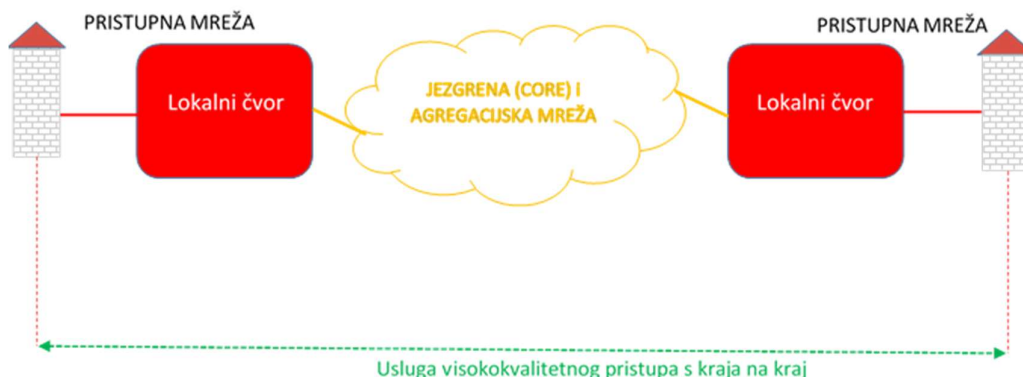 PRISTUPNA MREŽA
PRISTUPNA MREŽA
Lokalni čvor
JEZGRENA (CORE) I
AGREGACIJSKA MREŽA
Lokalni čvor
Usluga visokokvalitetnog pristupa s kraja na kraj